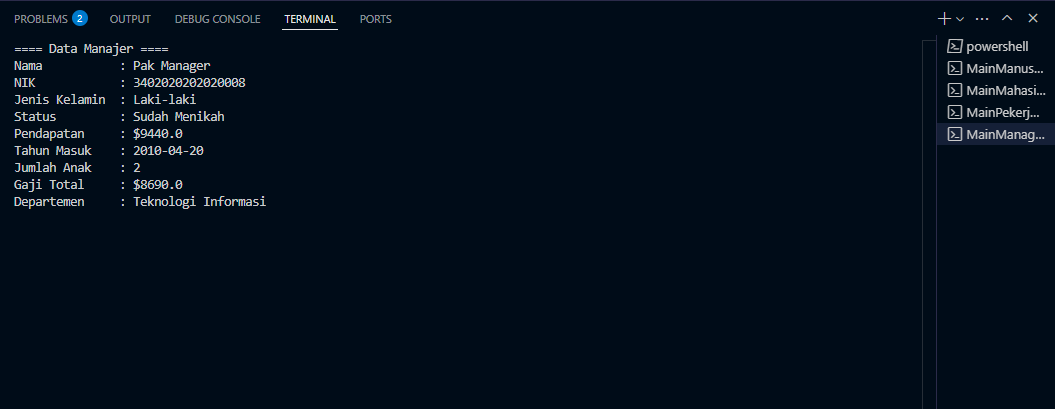 PROBLEMS 2 OUTPUT DEBUG CONSOLE TERMINAL PORTS
==== Data Manajer ====
Nama : Pak Manager
NIK : 3402020202020008
Jenis Kelamin : Laki-laki
Status : Sudah Menikah
Pendapatan : $9440.0
Tahun Masuk : 2010-04-20
Jumlah Anak : 2
Gaji Total : $8690.0
Departemen : Teknologi Informasi
powershell
MainManus...
MainMahasi...
MainPekerj...
MainManag...